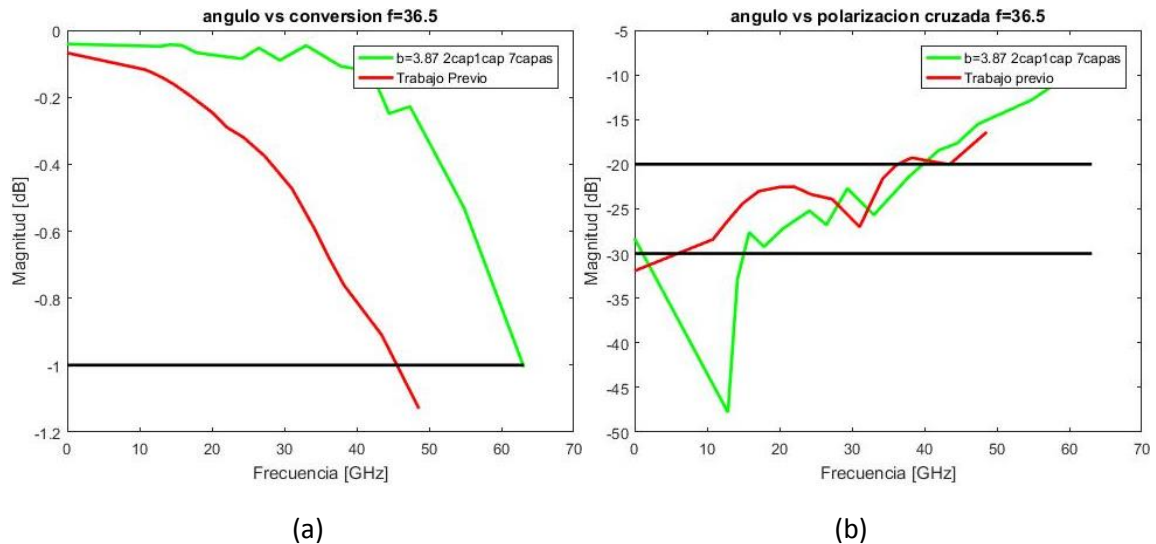 angulo vs conversion f=36.5
0
-0.2
-0.4
-0.6
-0.8
-1
-1.2
Magnitud [dB]
b=3.87 2cap1cap 7capas
Trabajo Previo
0 10 20 30 40 50 60 70
Frecuencia [GHz]
(a)
angulo vs polarizacion cruzada f=36.5
-5
-10
-15
-20
-25
-30
-35
-40
-45
-50
Magnitud [dB]
b=3.87 2cap1cap 7capas
Trabajo previo
0 10 20 30 40 50 60 70
Frecuencia [GHz]
(b)